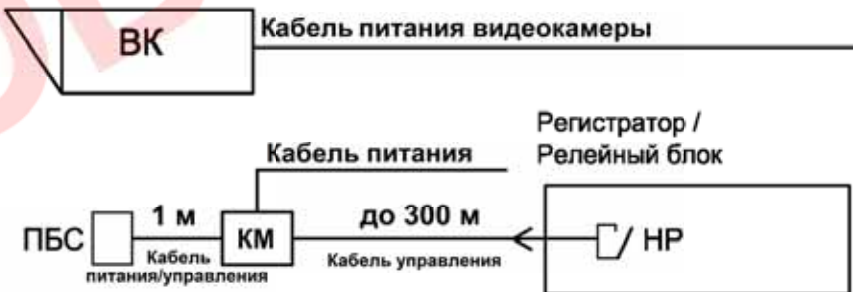 ВК
Кабель питания видеокамеры
Регистратор /
Релейный блок
Кабель питания
ПБС
1 м
КМ
до 300 м
НР
Кабель
питания/управления
Кабель управления